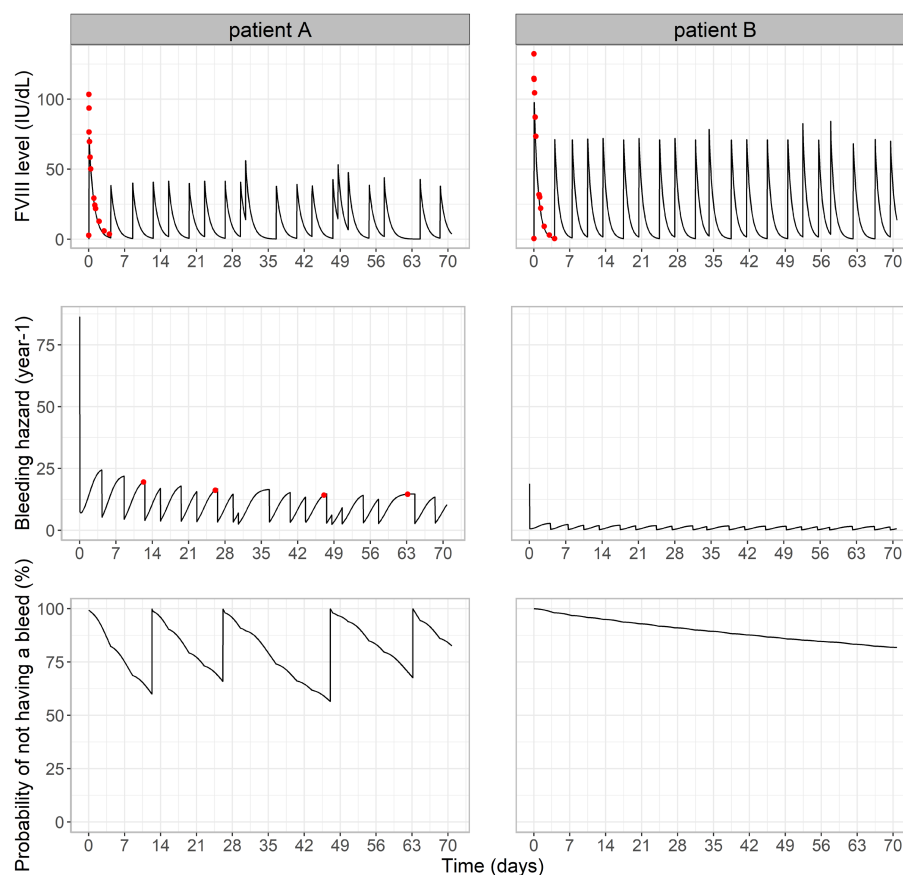 patient A
patient B
FVIII level (IU/dL)
100
50
0
0 7 14 21 28 35 42 49 56 63 70
0 7 14 21 28 35 42 49 56 63 70
Bleeding hazard (year-1)
75
50
25
0
0 7 14 21 28 35 42 49 56 63 70
0 7 14 21 28 35 42 49 56 63 70
Probability of not having a bleed (%)
100
75
50
25
0
0 7 14 21 28 35 42 49 56 63 70
0 7 14 21 28 35 42 49 56 63 70
Time (days)